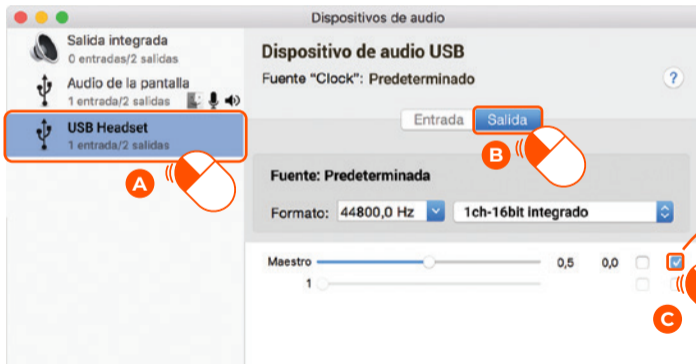 Dispositivos de audio
Salida integrada
0 entradas/2 salidas
Audio de la pantalla
1 entrada/2 salidas
USB Headset
1 entrada/2 salidas
A
Dispositivo de audio USB
Fuente "Clock": Predeterminado
?
Entrada Salida
B
Fuente: Predeterminada
Formato: 44800,0 Hz 1ch-16bit integrado
Maestro 0,5 0,0
1
C